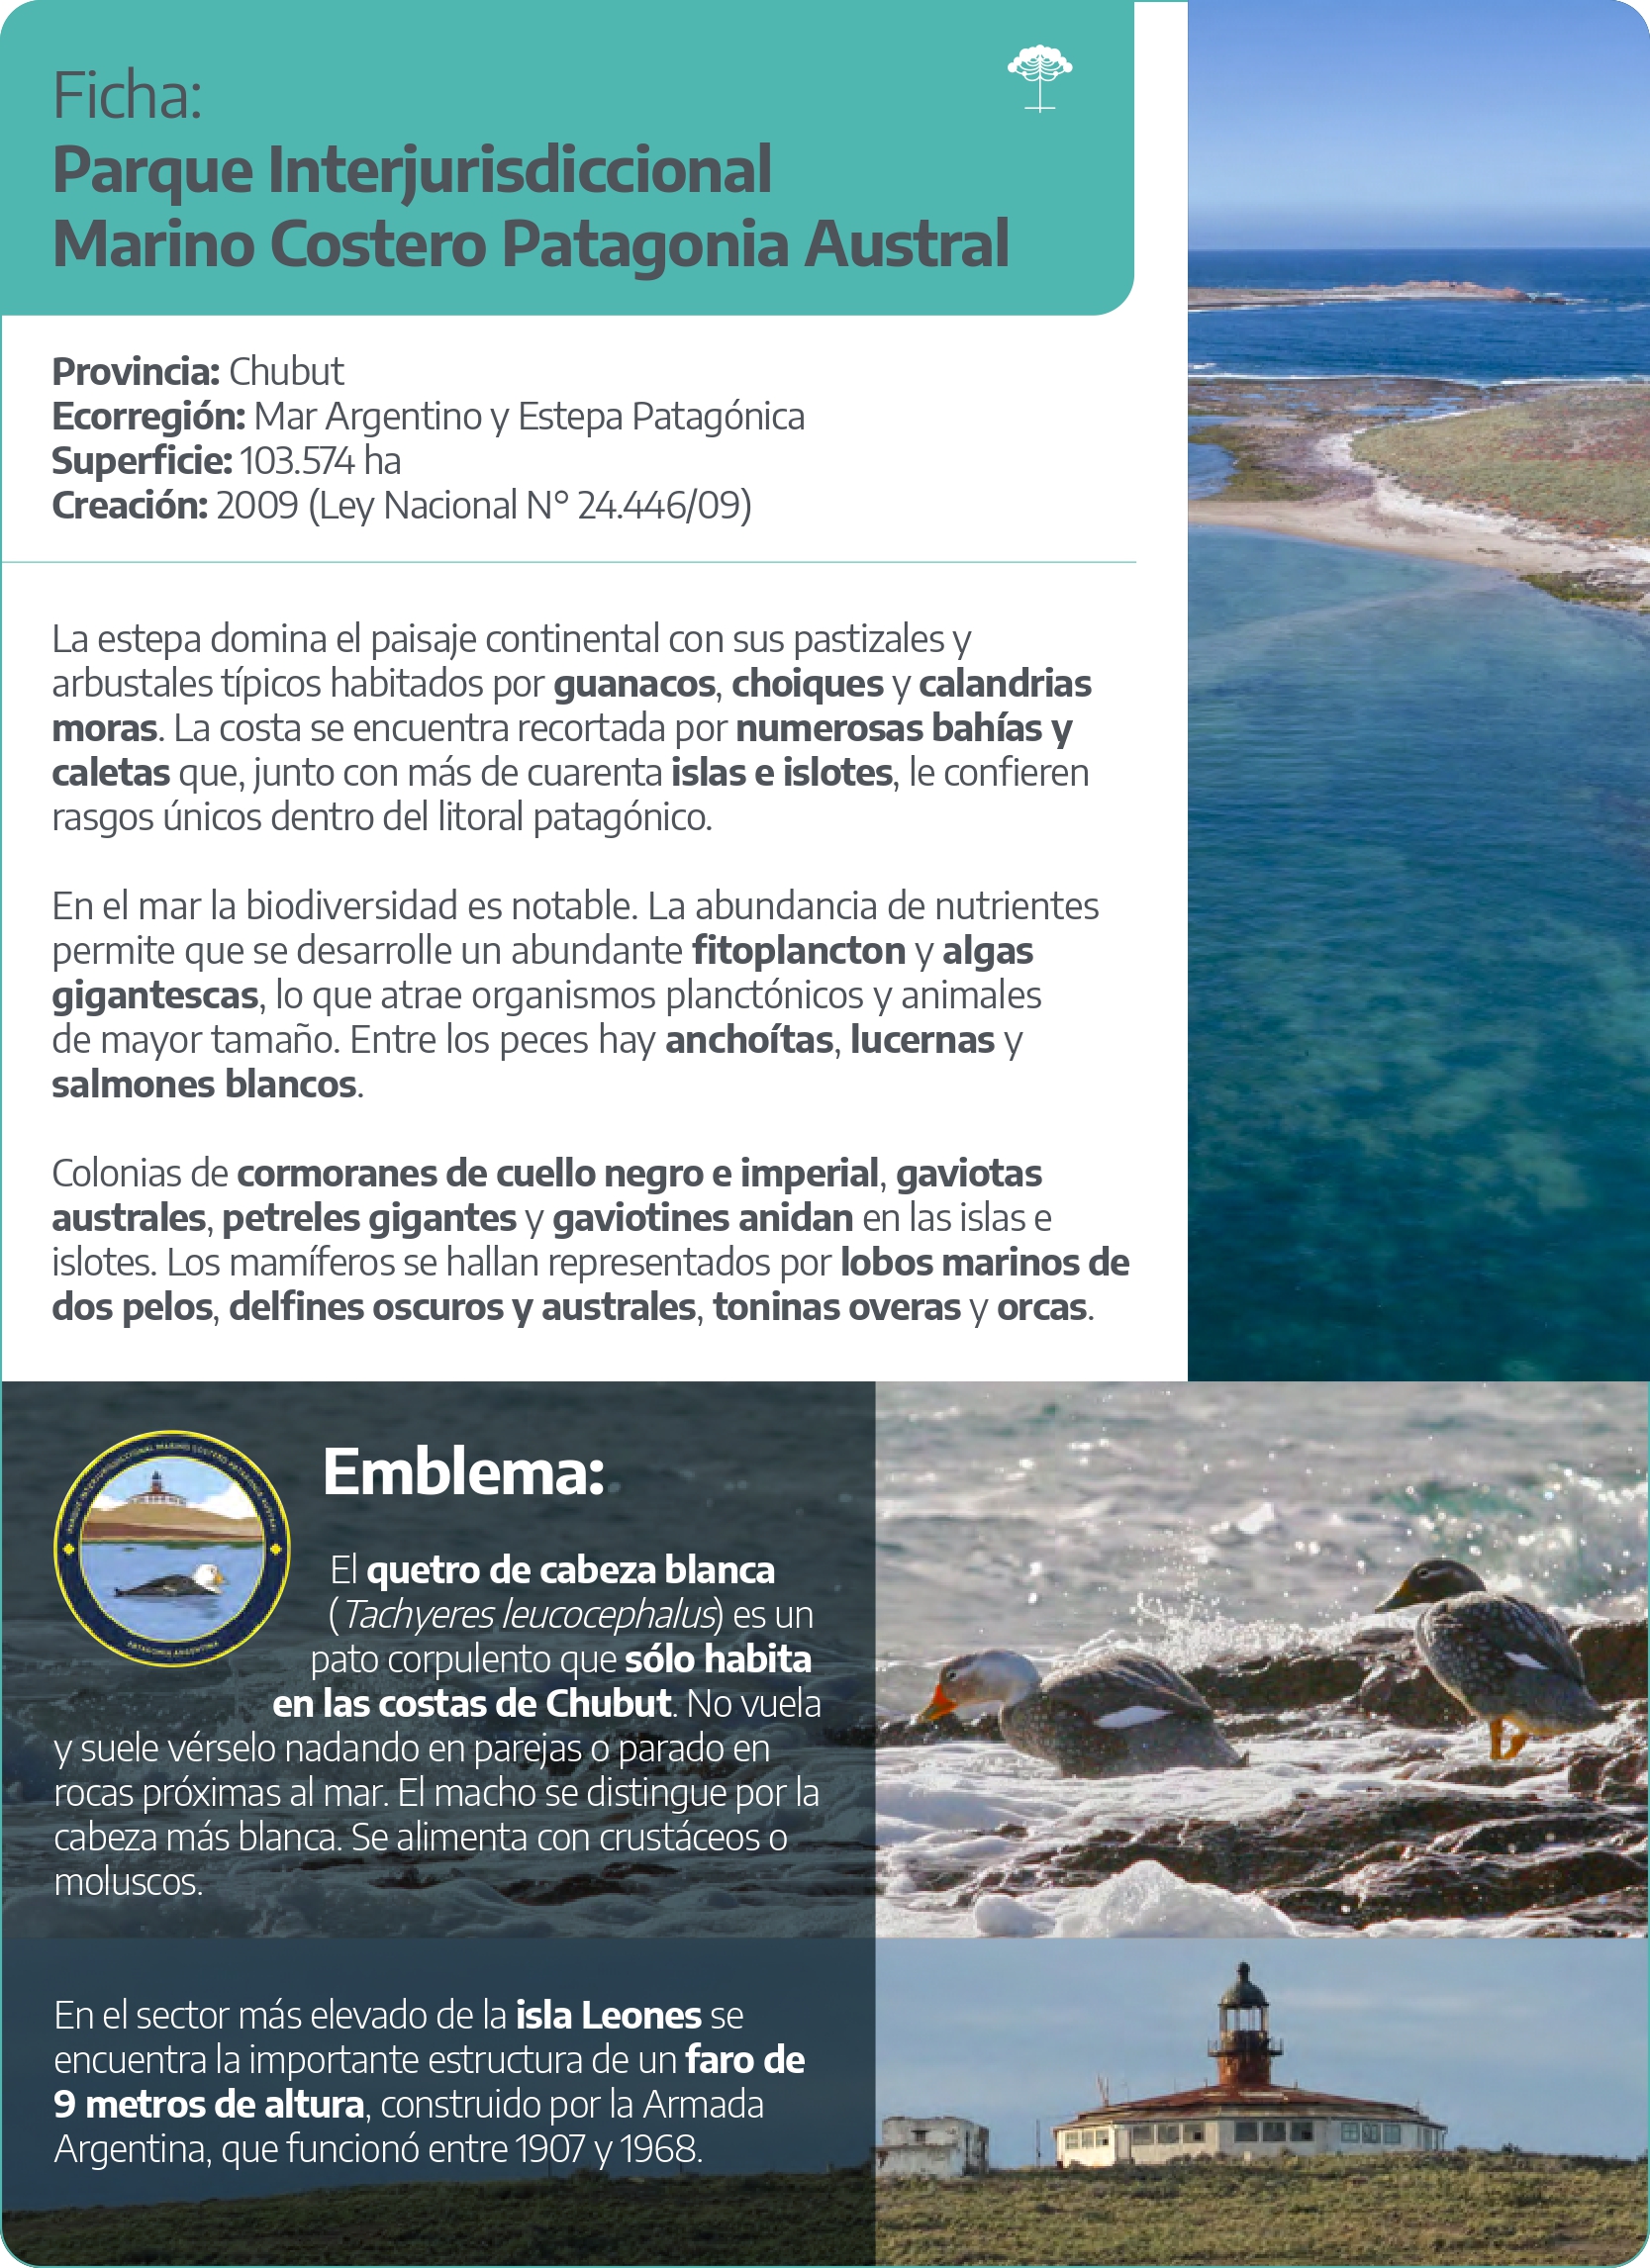 Ficha:
Parque Interjurisdiccional
Marino Costero Patagonia Austral
Provincia: Chubut
Ecorregión: Mar Argentino y Estepa Patagónica
Superficie: 103.574 ha
Creación: 2009 (Ley Nacional N° 24.446/09)
La estepa domina el paisaje continental con sus pastizales y
arbustales típicos habitados por guanacos, choiques y calandrias
moras. La costa se encuentra recortada por numerosas bahías y
caletas que, junto con más de cuarenta islas e islotes, le confieren
rasgos únicos dentro del litoral patagónico.
En el mar la biodiversidad es notable. La abundancia de nutrientes
permite que se desarrolle un abundante fitoplancton y algas
gigantescas, lo que atrae organismos planctónicos y animales
de mayor tamaño. Entre los peces hay anchoítas, lucernas y
salmones blancos.
Colonias de cormoranes de cuello negro e imperial, gaviotas
australes, petreles gigantes y gaviotines anidan en las islas e
islotes. Los mamíferos se hallan representados por lobos marinos de
dos pelos, delfines oscuros y australes, toninas overas y orcas.
PARQUE INTERJURISDICCIONAL MARINO COSTERO PATAGONIA AUSTRAL
PATAGONIA ARGENTINA
Emblema:
El quetro de cabeza blanca
(Tachyeres leucocephalus) es un
pato corpulento que sólo habita
en las costas de Chubut. No vuela
y suele vérselo nadando en parejas o parado en
rocas próximas al mar. El macho se distingue por la
cabeza más blanca. Se alimenta con crustáceos o
moluscos.
En el sector más elevado de la isla Leones se
encuentra la importante estructura de un faro de
9 metros de altura, construido por la Armada
Argentina, que funcionó entre 1907 y 1968.